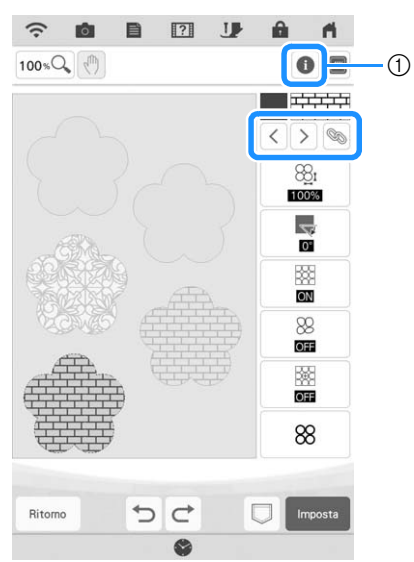 100%
①
100%
0°
ON
OFF
OFF
Ritorno
Imposta